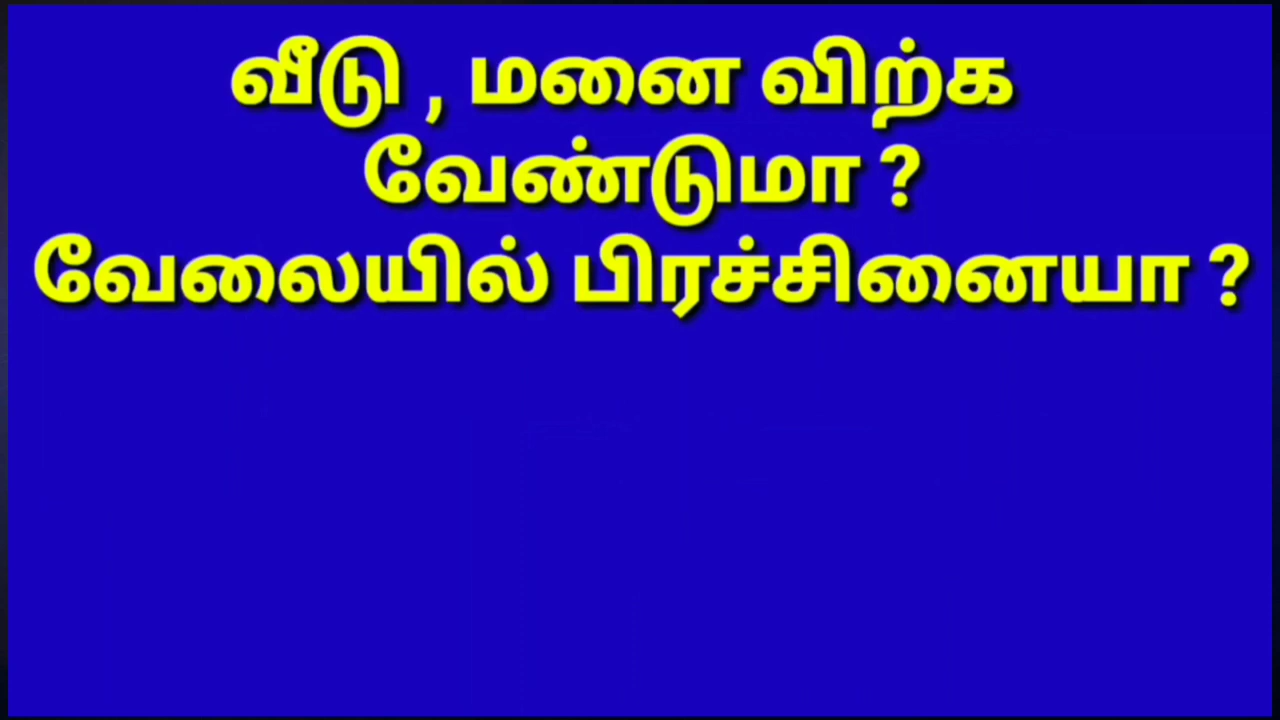 வீடு , மனை விற்க
வேண்டுமா ?
வேலையில் பிரச்சினையா ?